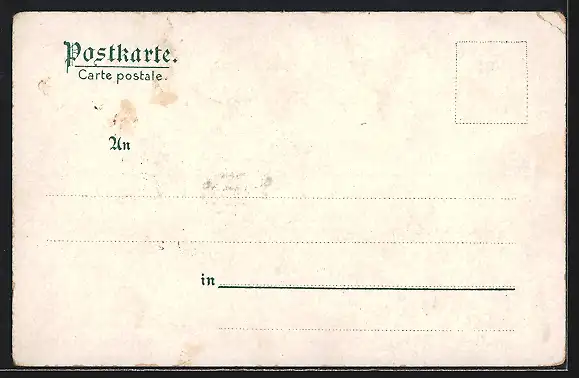 Postkarte.
Carte postale.
An
in